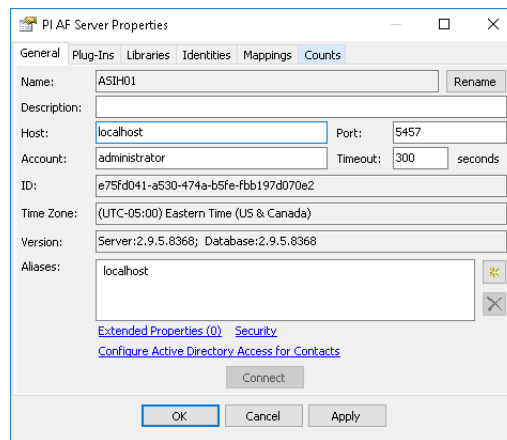 PI AF Server Properties
General Plug-Ins Libraries Identities Mappings Counts
Name: ASIH01 Rename
Description:
Host: localhost Port: 5457
Account: administrator Timeout: 300 seconds
ID: e75fd041-a530-474a-b5fe-fbb197d070e2
Time Zone: (UTC-05:00) Eastern Time (US & Canada)
Version: Server:2.9.5.8368; Database:2.9.5.8368
Aliases: localhost
Extended Properties (0) Security
Configure Active Directory Access for Contacts
Connect
OK Cancel Apply